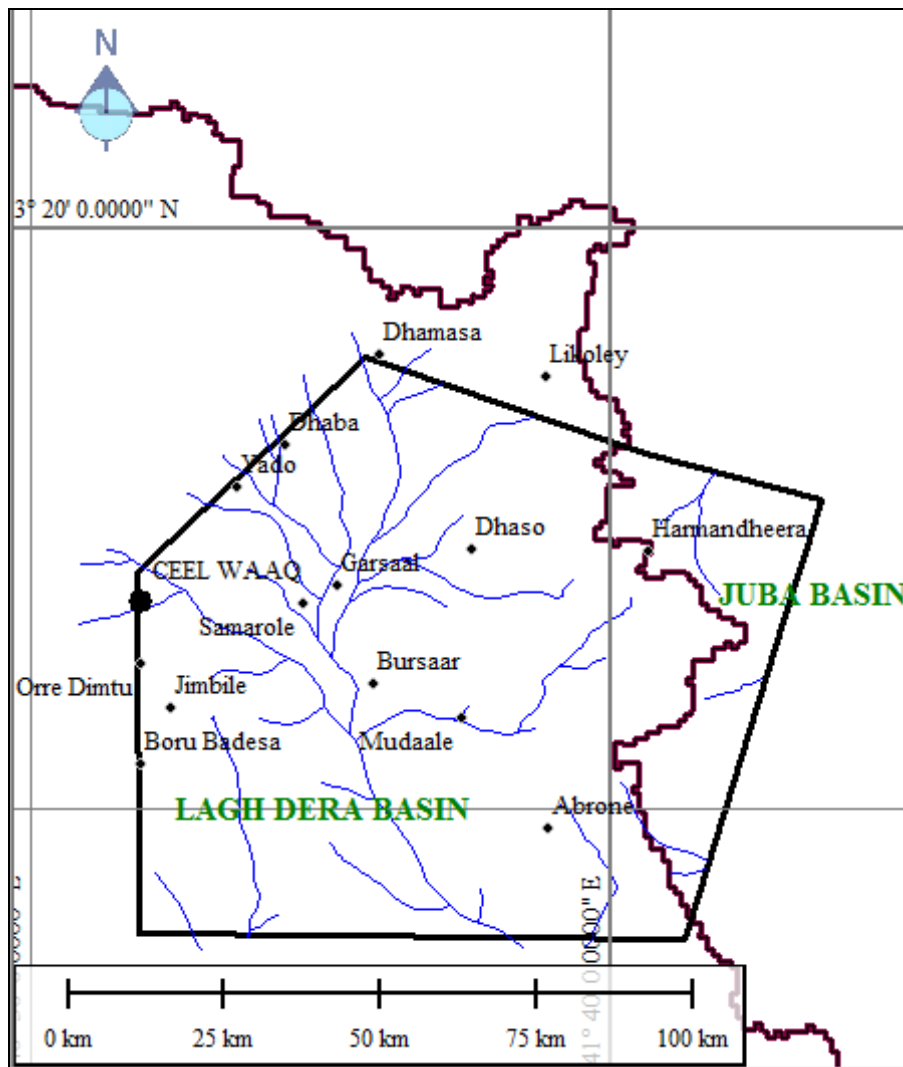 N
3° 20' 0.0000" N
Dhamasa
Likoley
Dhaba
Yado
Dhaso
Harmandheera
CEEL WAAQ
Garsaal
JUBA BASIN
Samarole
Bursaar
Orre Dimtu
Jimbile
Boru Badesa
Mudaale
LAGH DERA BASIN
Abrone
41° 40' 0.0000" E
0 km
25 km
50 km
75 km
100 km